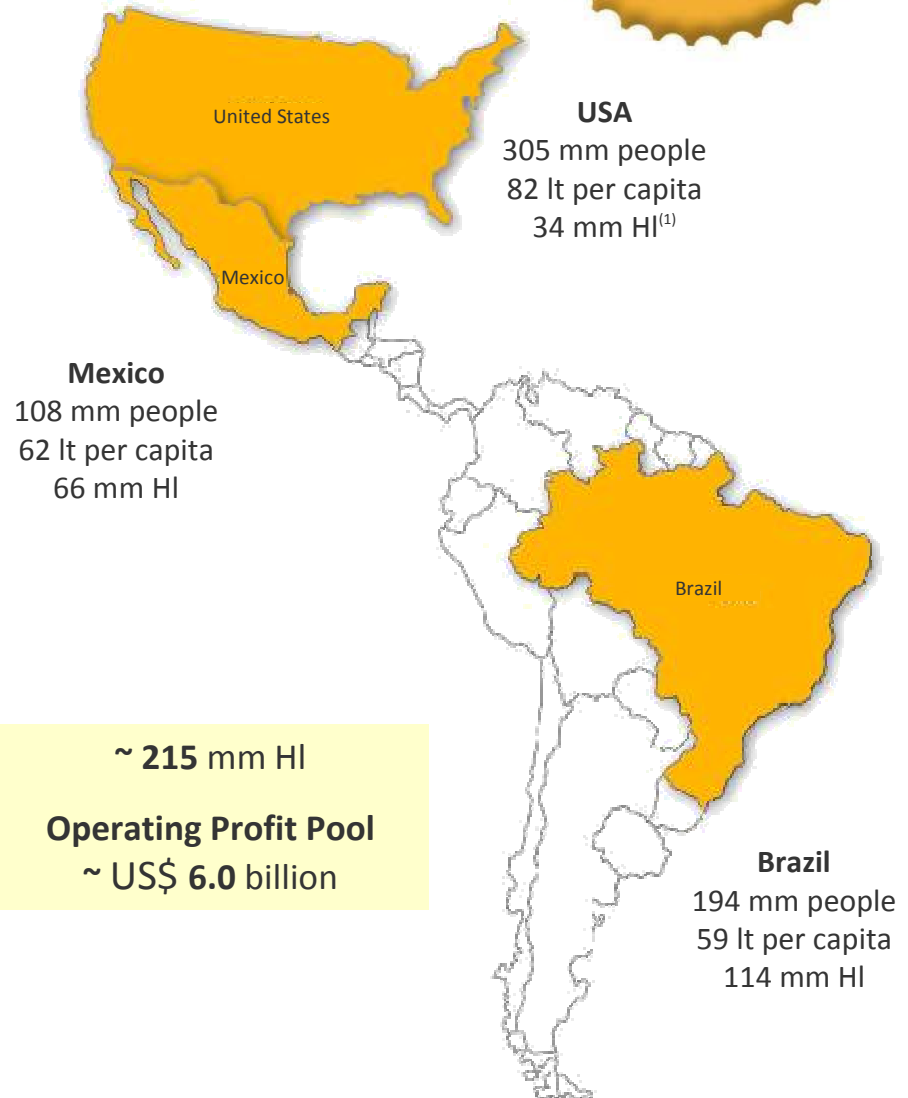 United States
USA
305 mm people
82 lt per capita
34 mm Hl(1)
Mexico
Mexico
108 mm people
62 lt per capita
66 mm Hl
Brazil
~ 215 mm Hl
Operating Profit Pool
~ US$ 6.0 billion
Brazil
194 mm people
59 lt per capita
114 mm Hl